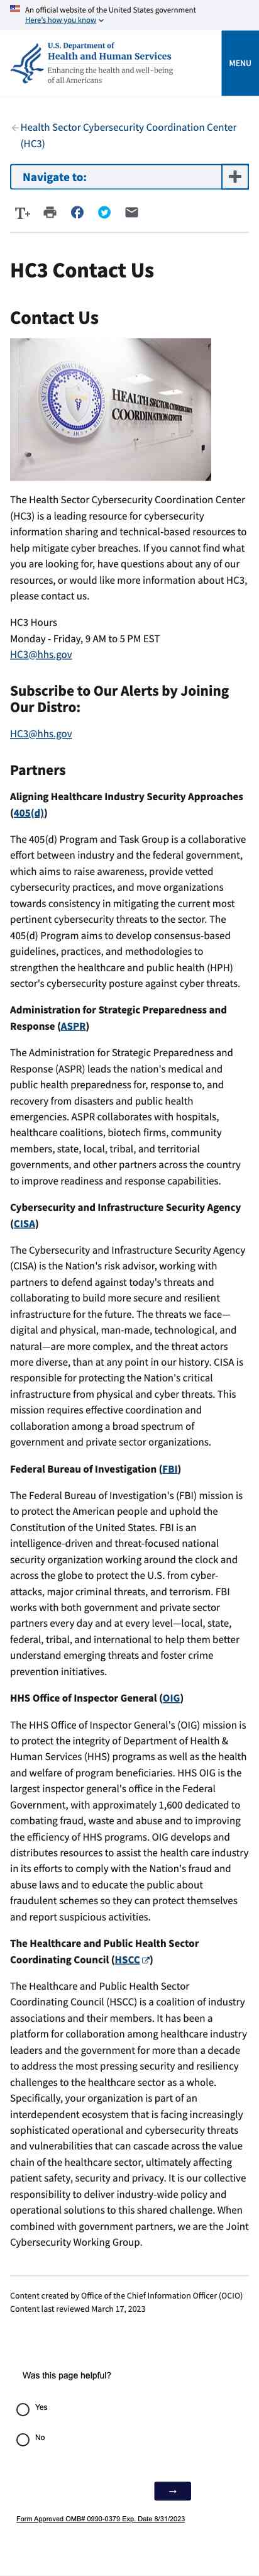 An official website of the United States government
Here's how you know
U.S. Department of
Health and Human Services
Enhancing the health and well-being
of all Americans
MENU
Health Sector Cybersecurity Coordination Center
(HC3)
Navigate to:
T+
HC3 Contact Us
Contact Us
HEALTH SECTOR CYBERSECURITY
COORDINATION CENTER
The Health Sector Cybersecurity Coordination Center
(HC3) is a leading resource for cybersecurity
information sharing and technical-based resources to
help mitigate cyber breaches. If you cannot find what
you are looking for, have questions about any of our
resources, or would like more information about HC3,
please contact us.
HC3 Hours
Monday - Friday, 9 AM to 5 PM EST
HC3@hhs.gov
Subscribe to Our Alerts by Joining
Our Distro:
HC3@hhs.gov
Partners
Aligning Healthcare Industry Security Approaches
(405(d))
The 405(d) Program and Task Group is a collaborative
effort between industry and the federal government,
which aims to raise awareness, provide vetted
cybersecurity practices, and move organizations
towards consistency in mitigating the current most
pertinent cybersecurity threats to the sector. The
405(d) Program aims to develop consensus-based
guidelines, practices, and methodologies to
strengthen the healthcare and public health (HPH)
sector's cybersecurity posture against cyber threats.
Administration for Strategic Preparedness and
Response (ASPR)
The Administration for Strategic Preparedness and
Response (ASPR) leads the nation's medical and
public health preparedness for, response to, and
recovery from disasters and public health
emergencies. ASPR collaborates with hospitals,
healthcare coalitions, biotech firms, community
members, state, local, tribal, and territorial
governments, and other partners across the country
to improve readiness and response capabilities.
Cybersecurity and Infrastructure Security Agency
(CISA)
The Cybersecurity and Infrastructure Security Agency
(CISA) is the Nation's risk advisor, working with
partners to defend against today's threats and
collaborating to build more secure and resilient
infrastructure for the future. The threats we face—
digital and physical, man-made, technological, and
natural—are more complex, and the threat actors
more diverse, than at any point in our history. CISA is
responsible for protecting the Nation's critical
infrastructure from physical and cyber threats. This
mission requires effective coordination and
collaboration among a broad spectrum of
government and private sector organizations.
Federal Bureau of Investigation (FBI)
The Federal Bureau of Investigation's (FBI) mission is
to protect the American people and uphold the
Constitution of the United States. FBI is an
intelligence-driven and threat-focused national
security organization working around the clock and
across the globe to protect the U.S. from cyber-
attacks, major criminal threats, and terrorism. FBI
works with both government and private sector
partners every day and at every level—local, state,
federal, tribal, and international to help them better
understand emerging threats and foster crime
prevention initiatives.
HHS Office of Inspector General (OIG)
The HHS Office of Inspector General's (OIG) mission is
to protect the integrity of Department of Health &
Human Services (HHS) programs as well as the health
and welfare of program beneficiaries. HHS OIG is the
largest inspector general's office in the Federal
Government, with approximately 1,600 dedicated to
combating fraud, waste and abuse and to improving
the efficiency of HHS programs. OIG develops and
distributes resources to assist the health care industry
in its efforts to comply with the Nation's fraud and
abuse laws and to educate the public about
fraudulent schemes so they can protect themselves
and report suspicious activities.
The Healthcare and Public Health Sector
Coordinating Council (HSCC)
The Healthcare and Public Health Sector
Coordinating Council (HSCC) is a coalition of industry
associations and their members. It has been a
platform for collaboration among healthcare industry
leaders and the government for more than a decade
to address the most pressing security and resiliency
challenges to the healthcare sector as a whole.
Specifically, your organization is part of an
interdependent ecosystem that is facing increasingly
sophisticated operational and cybersecurity threats
and vulnerabilities that can cascade across the value
chain of the healthcare sector, ultimately affecting
patient safety, security and privacy. It is our collective
responsibility to deliver industry-wide policy and
operational solutions to this shared challenge. When
combined with government partners, we are the Joint
Cybersecurity Working Group.
Content created by Office of the Chief Information Officer (OCIO)
Content last reviewed March 17, 2023
Was this page helpful?
Yes
No
→
Form Approved OMB# 0990-0379 Exp. Date 8/31/2023